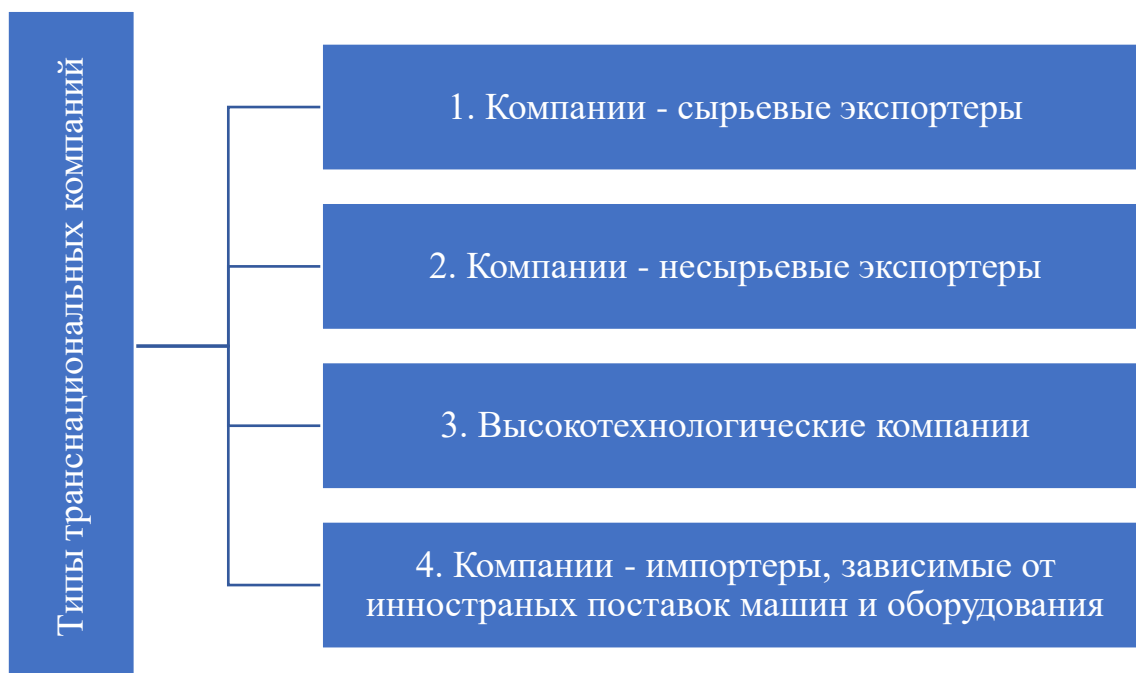 Типы транснациональных компаний
1. Компании - сырьевые экспортеры
2. Компании - несырьевые экспортеры
3. Высокотехнологические компании
4. Компании - импортеры, зависимые от
инностраных поставок машин и оборудования